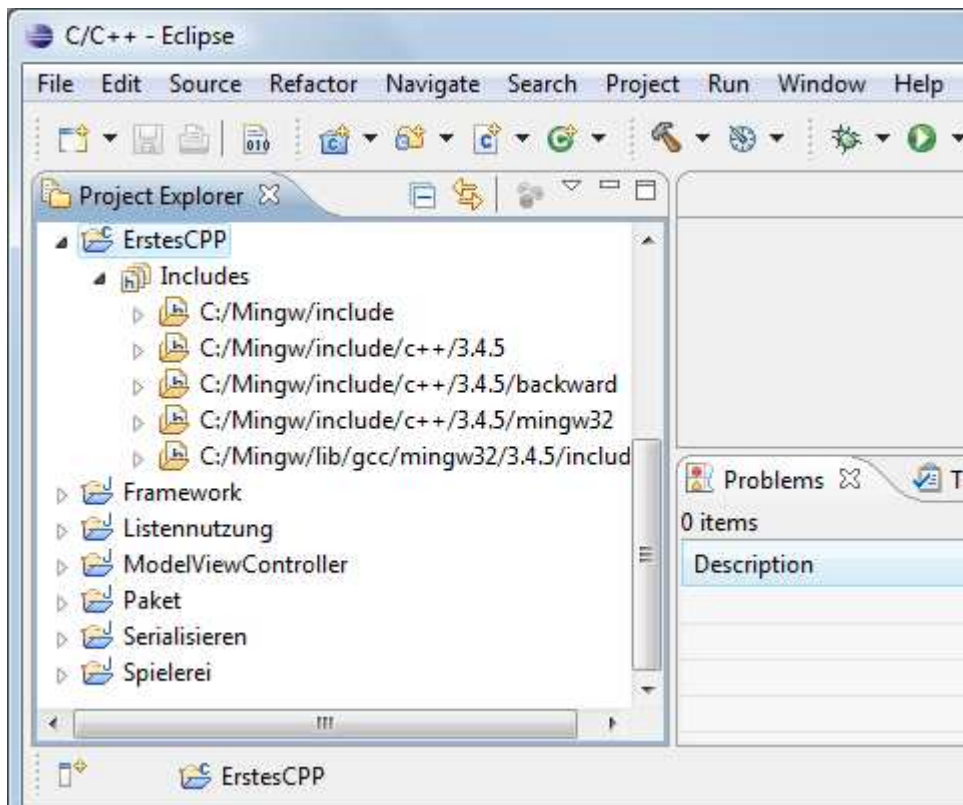 C/C++ - Eclipse
File Edit Source Refactor Navigate Search Project Run Window Help
010
Project Explorer
ErstesCPP
Includes
C:/Mingw/include
C:/Mingw/include/c++/3.4.5
C:/Mingw/include/c++/3.4.5/backward
C:/Mingw/include/c++/3.4.5/mingw32
C:/Mingw/lib/gcc/mingw32/3.4.5/includ
Framework
Listennutzung
ModelViewController
Paket
Serialisieren
Spielerei
Problems T
0 items
Description
ErstesCPP